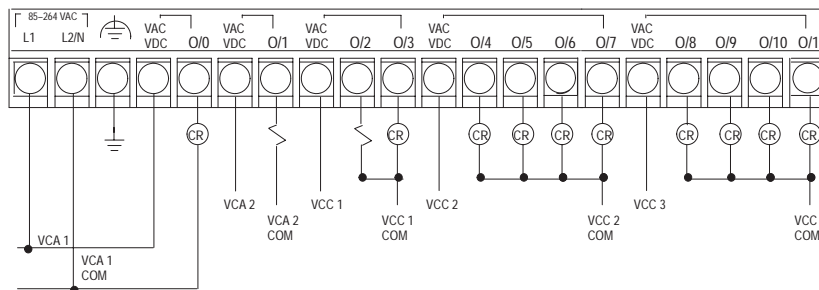 85–264 VAC
L1 L2/N
VAC
VDC O/0
VAC
VDC O/1
VAC
VDC O/2 O/3
VAC
VDC O/4 O/5 O/6 O/7
VAC
VDC O/8 O/9 O/10 O/1
CR CR CR CR CR CR CR CR CR CR
VCA 1
VCA 1
COM
VCA 2
VCA 2
COM
VCC 1
VCC 1
COM
VCC 2
VCC 2
COM
VCC 3
VCC
COM